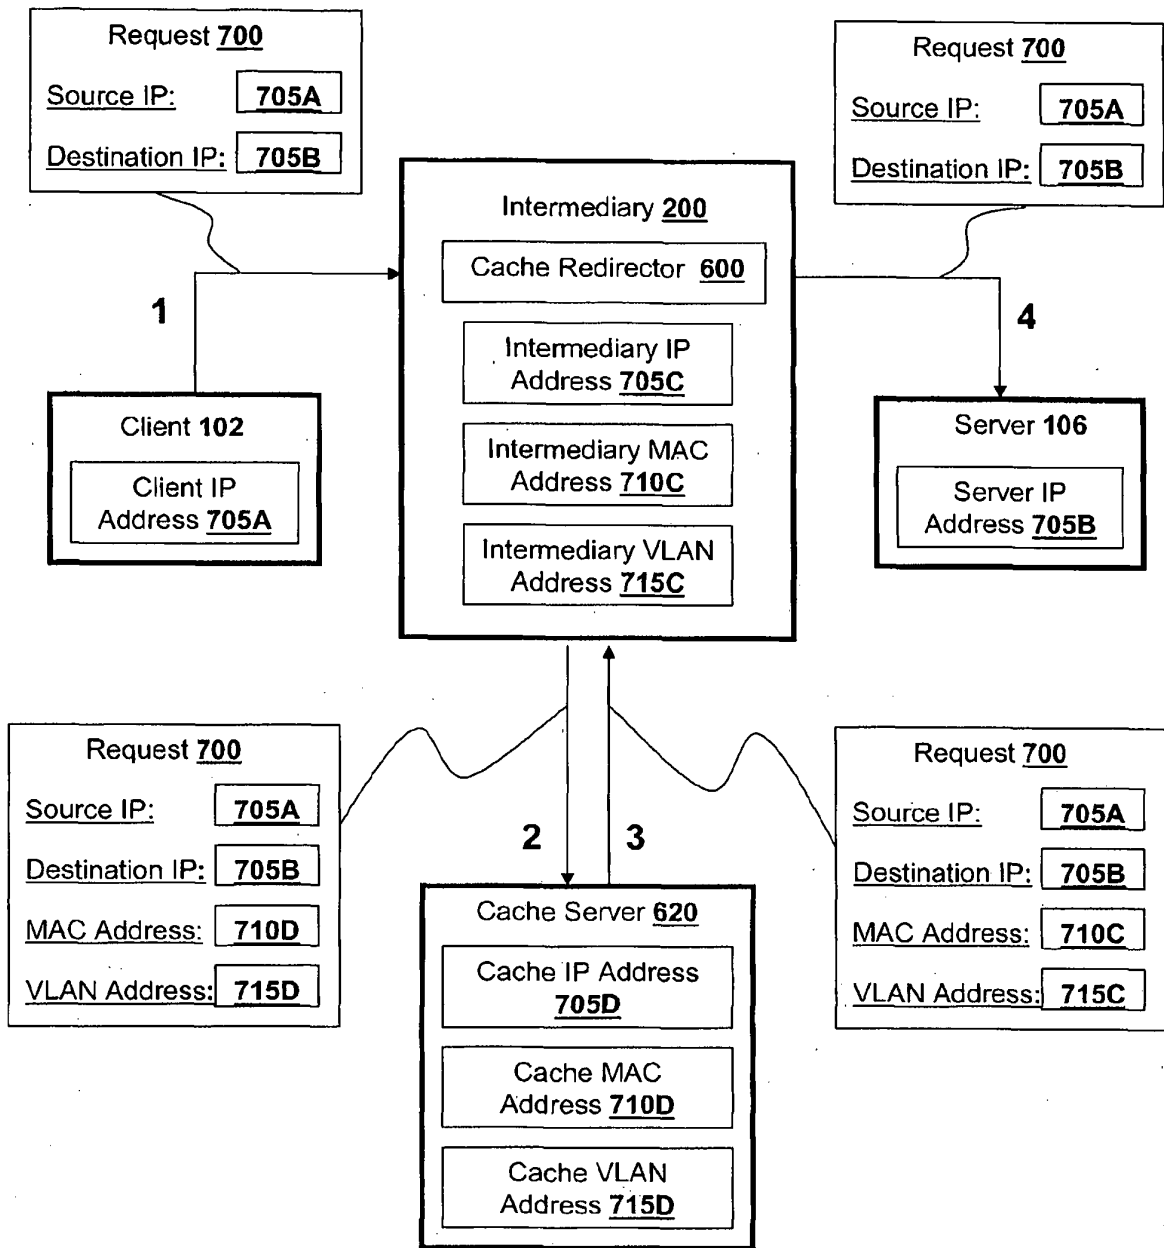 Request 700
Source IP: 705A
Destination IP: 705B
Request 700
Source IP: 705A
Destination IP: 705B
Intermediary 200
Cache Redirector 600
Intermediary IP
Address 705C
Intermediary MAC
Address 710C
Intermediary VLAN
Address 715C
1
4
Client 102
Client IP
Address 705A
Server 106
Server IP
Address 705B
Request 700
Source IP: 705A
Destination IP: 705B
MAC Address: 710D
VLAN Address: 715D
2
3
Request 700
Source IP: 705A
Destination IP: 705B
MAC Address: 710C
VLAN Address: 715C
Cache Server 620
Cache IP Address
705D
Cache MAC
Address 710D
Cache VLAN
Address 715D